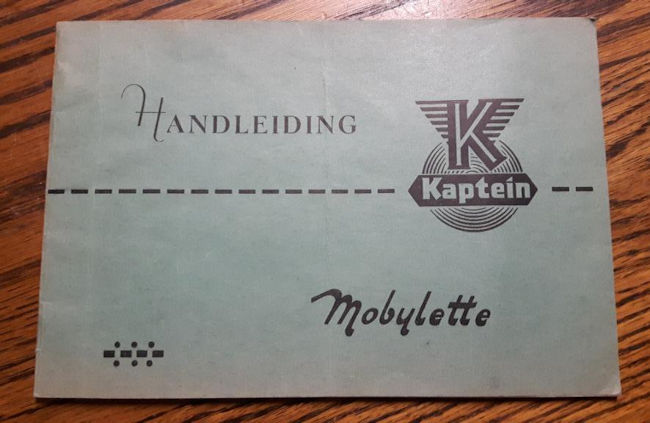 HANDLEIDING
K
Kaptein
Mobylette